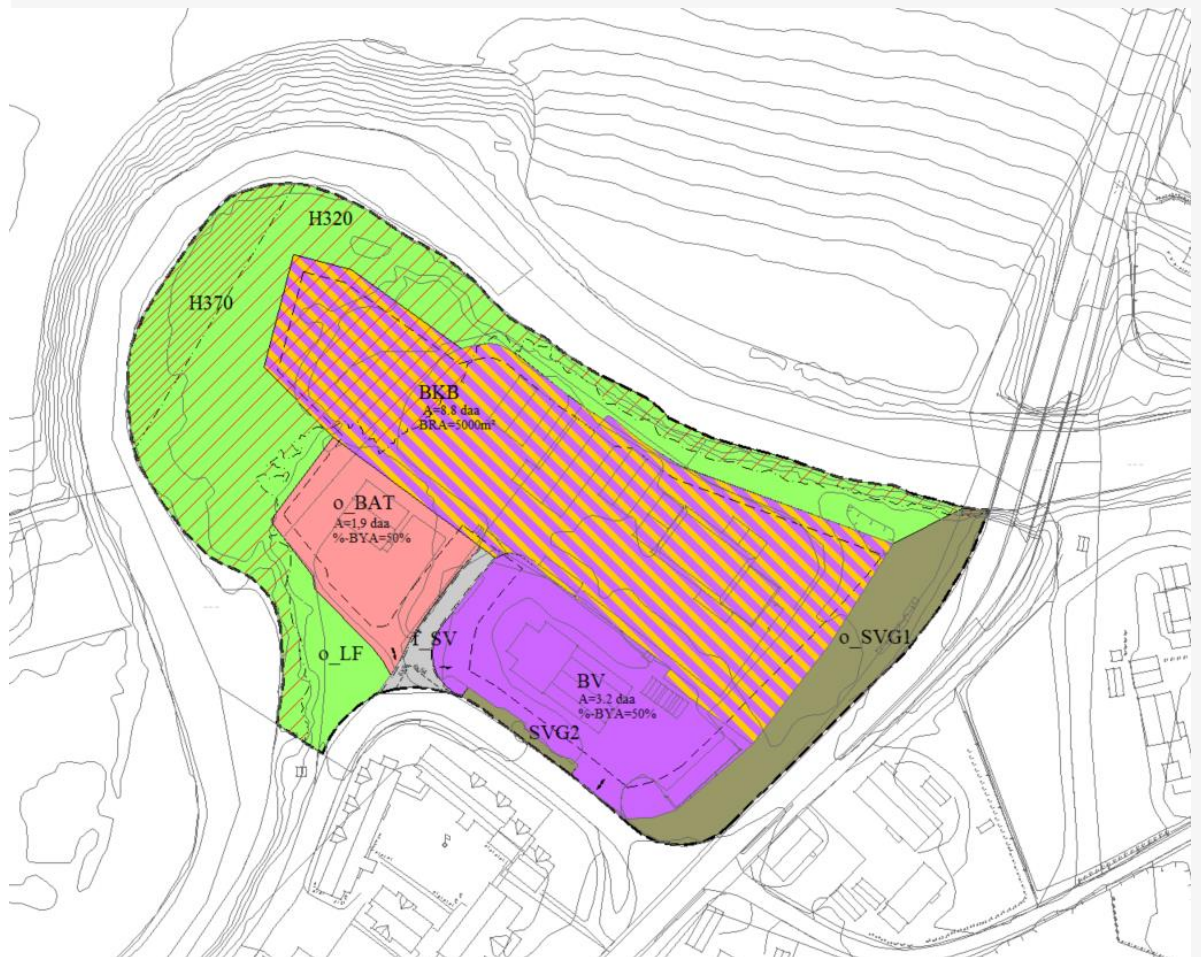 H320
H370
BKB
A=8.8 daa
BRA=5000m²
o_BAT
A=1,9 daa
%-BYA=50%
f_SV
o_SVG1
o_LF
BV
A=3.2 daa
%-BYA=50%
SVG2